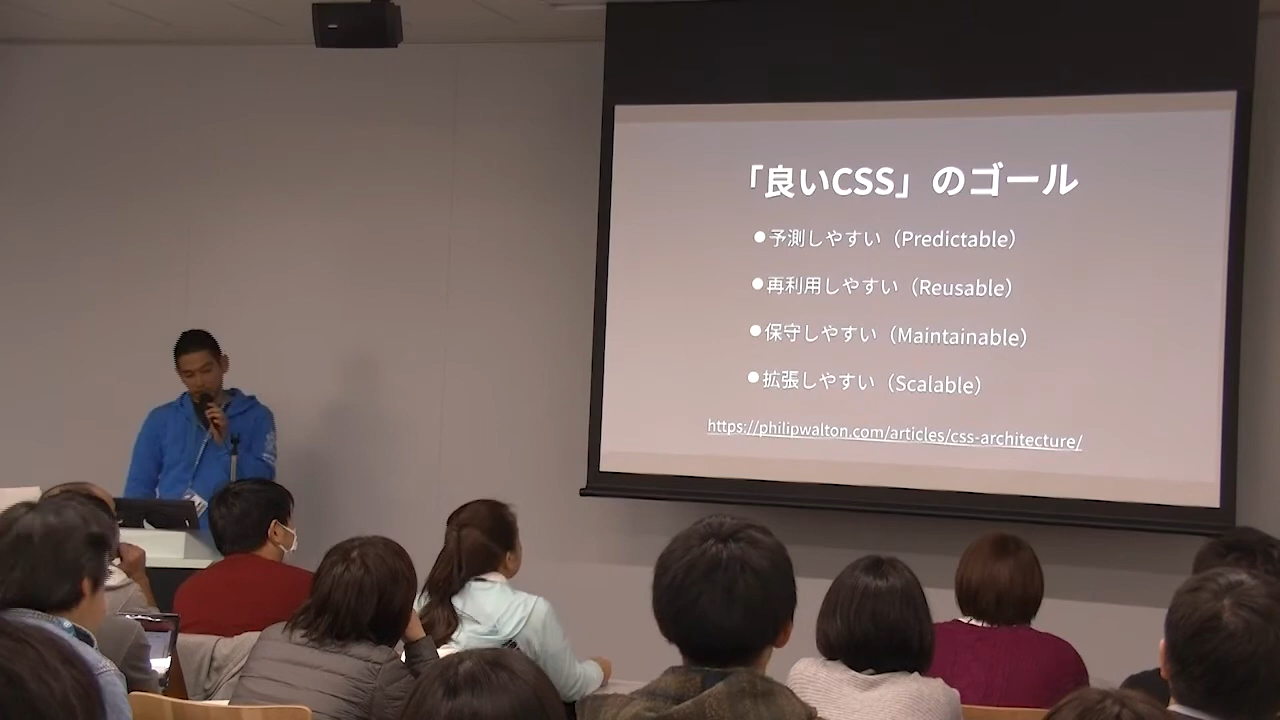 「良いCSS」のゴール
●予測しやすい（Predictable）
●再利用しやすい（Reusable）
●保守しやすい（Maintainable）
●拡張しやすい（Scalable）
https://philipwalton.com/articles/css-architecture/